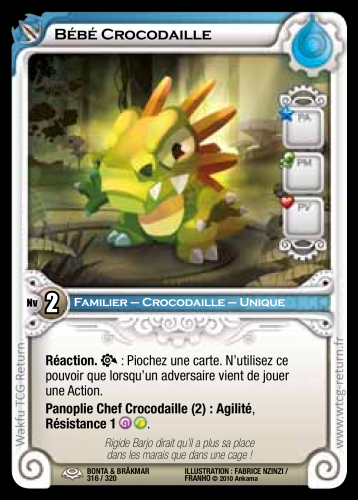 BÉBÉ CROCODAILLE
PA
PM
PV
Nv 2 FAMILIER – CROCODAILLE – UNIQUE
Réaction. : Piochez une carte. N'utilisez ce
pouvoir que lorsqu'un adversaire vient de jouer
une Action.
Panoplie Chef Crocodaille (2) : Agilité,
Résistance 1 .
Rigide Barjo dirait qu'il a plus sa place
dans les marais que dans une cage !
BONTA & BRÂKMAR
316 / 320
ILLUSTRATION : FABRICE NZINZI /
FRANHO © 2010 Ankama
Wakfu TCG Return
www.wtcg-return.fr